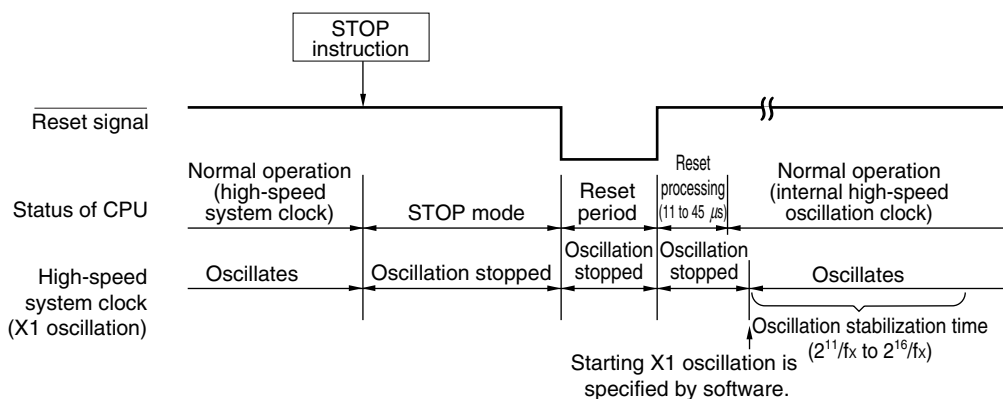 STOP
instruction
Reset signal
Status of CPU
Normal operation
(high-speed
system clock)
STOP mode
Reset
period
Reset
processing
(11 to 45 μs)
Normal operation
(internal high-speed
oscillation clock)
High-speed
system clock
(X1 oscillation)
Oscillates
Oscillation stopped
Oscillation
stopped
Oscillation
stopped
Oscillates
Oscillation stabilization time
(2¹¹/fx to 2¹⁶/fx)
Starting X1 oscillation is
specified by software.